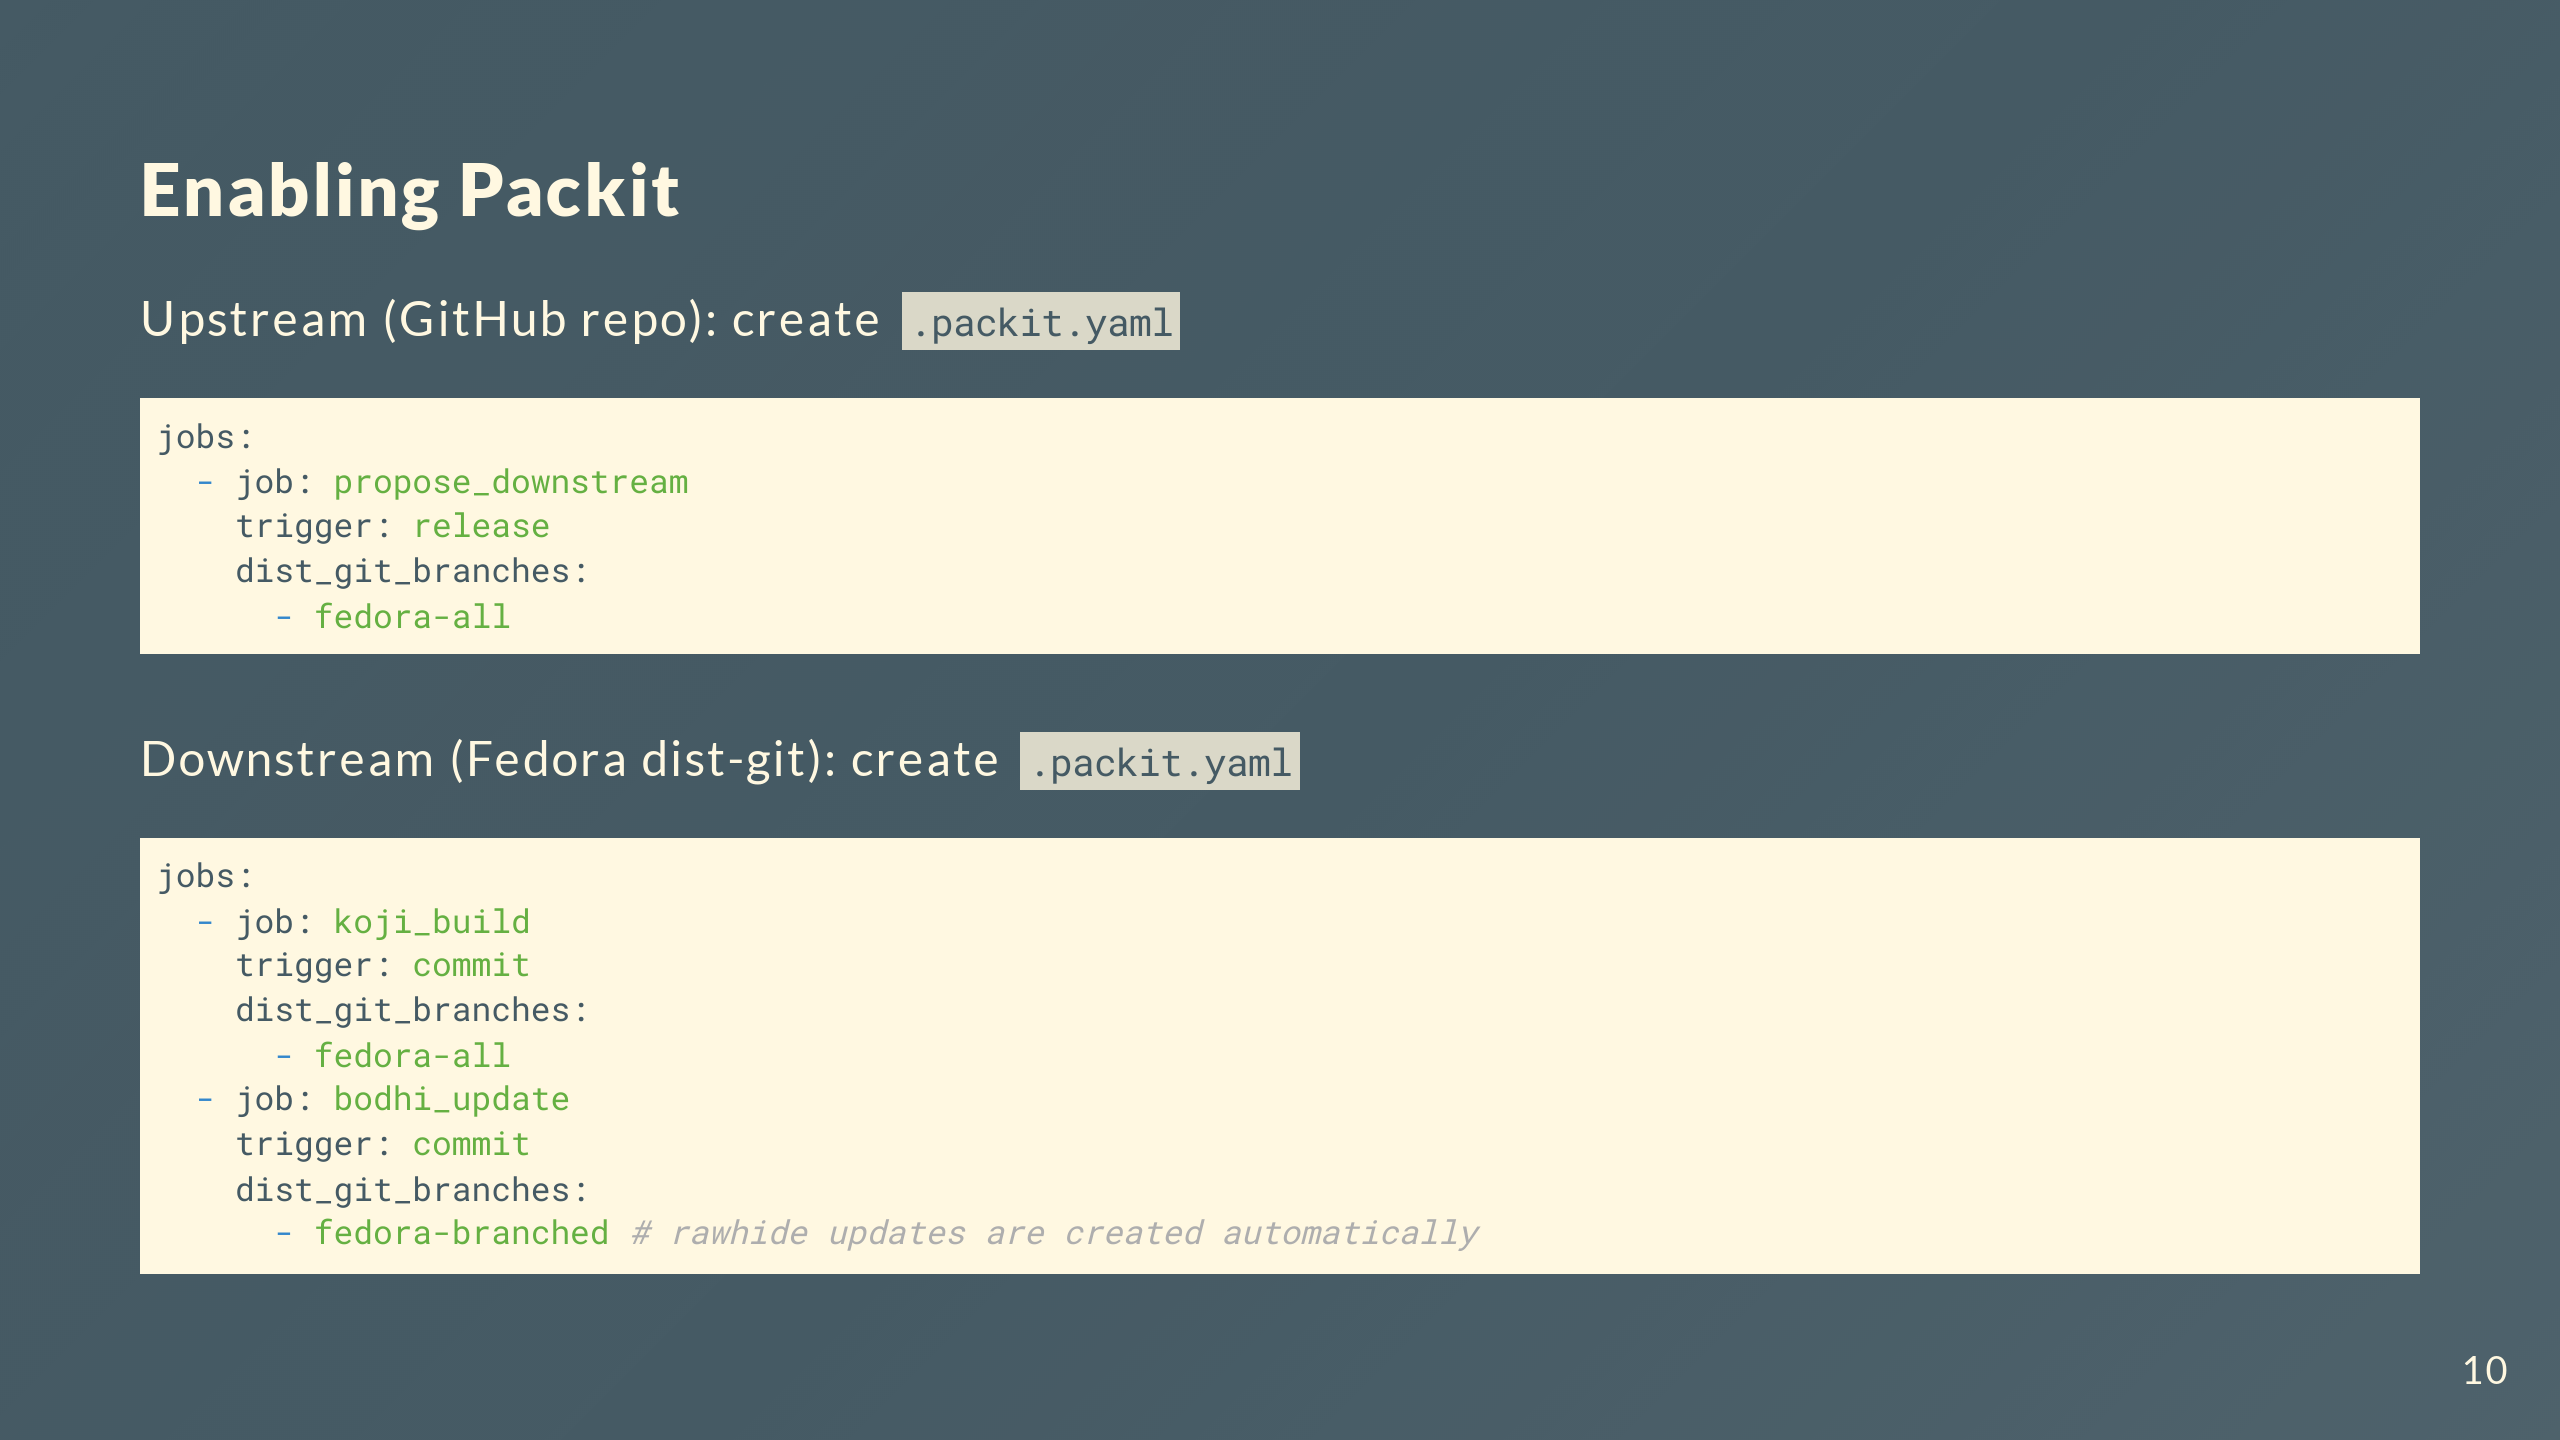 Enabling Packit
Upstream (GitHub repo): create .packit.yaml
jobs:
  - job: propose_downstream
    trigger: release
    dist_git_branches:
      - fedora-all
Downstream (Fedora dist-git): create .packit.yaml
jobs:
  - job: koji_build
    trigger: commit
    dist_git_branches:
      - fedora-all
  - job: bodhi_update
    trigger: commit
    dist_git_branches:
      - fedora-branched # rawhide updates are created automatically
10